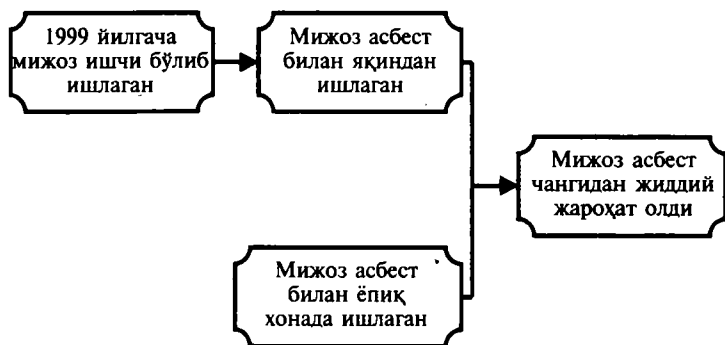 1999 йилгача
мижоз ишчи бўлиб
ишлаган
Мижоз асбест
билан яқиндан
ишлаган
Мижоз асбест
чангидан жиддий
жароҳат олди
Мижоз асбест
билан ёпиқ
хонада ишлаган